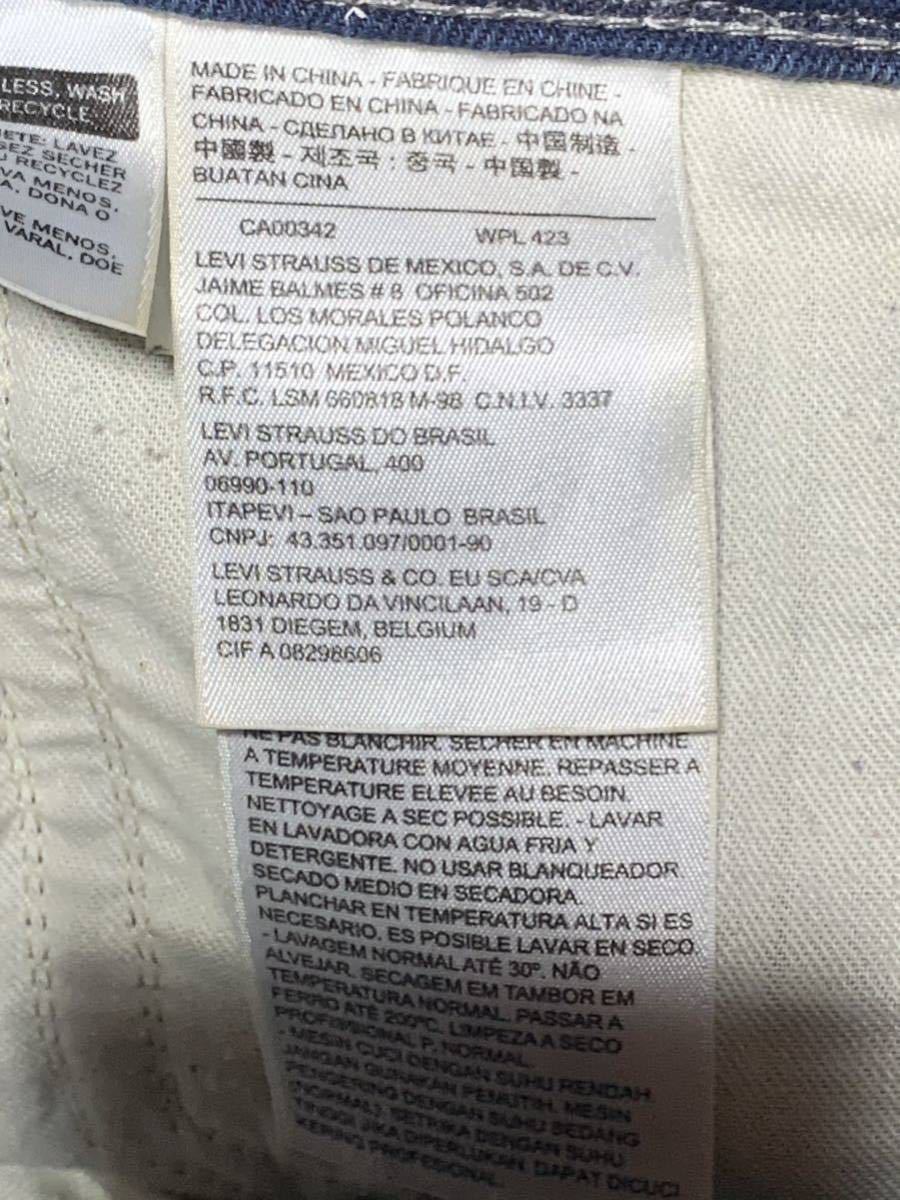 LESS, WASH
RECYCLE
ETE: LAVEZ
SEZ SECHER
U RECYCLEZ
VA MENOS,
A, DONA O
VE MENOS,
VARAL, DOE
MADE IN CHINA - FABRIQUE EN CHINE -
FABRICADO EN CHINA - FABRICADO NA
CHINA - СДЕЛАНО В КИТАЕ - 中国制造 -
中國製 - 제조국 : 중국 - 中国製 -
BUATAN CINA
CA00342 WPL 423
LEVI STRAUSS DE MEXICO, S.A. DE C.V.
JAIME BALMES # 8 OFICINA 502
COL. LOS MORALES POLANCO
DELEGACION MIGUEL HIDALGO
C.P. 11510 MEXICO D.F.
R.F.C. LSM 660818 M-98 C.N.I.V. 3337
LEVI STRAUSS DO BRASIL
AV. PORTUGAL, 400
06990-110
ITAPEVI – SAO PAULO BRASIL
CNPJ: 43.351.097/0001-90
LEVI STRAUSS & CO. EU SCA/CVA
LEONARDO DA VINCILAAN, 19 - D
1831 DIEGEM, BELGIUM
CIF A 08298606
NE PAS BLANCHIR. SECHER EN MACHINE
A TEMPERATURE MOYENNE. REPASSER A
TEMPERATURE ELEVEE AU BESOIN.
NETTOYAGE A SEC POSSIBLE. - LAVAR
EN LAVADORA CON AGUA FRIA Y
DETERGENTE. NO USAR BLANQUEADOR
SECADO MEDIO EN SECADORA.
PLANCHAR EN TEMPERATURA ALTA SI ES
NECESARIO. ES POSIBLE LAVAR EN SECO
- LAVAGEM NORMAL ATÉ 30º. NÃO
ALVEJAR. SECAGEM EM TAMBOR EM
TEMPERATURA NORMAL. PASSAR A
FERRO ATÉ 200ºC. LIMPEZA A SECO
PROFISSIONAL P, NORMAL.
- MESIN CUCI DENGAN SUHU RENDAH.
JANGAN GUNAKAN PEMUTIH. MESIN
PENGERING DENGAN SUHU SEDANG
(NORMAL). SETRIKA DENGAN SUHU
TINGGI JIKA DIPERLUKAN. DAPAT DICUCI
KERING PROFESIONAL.